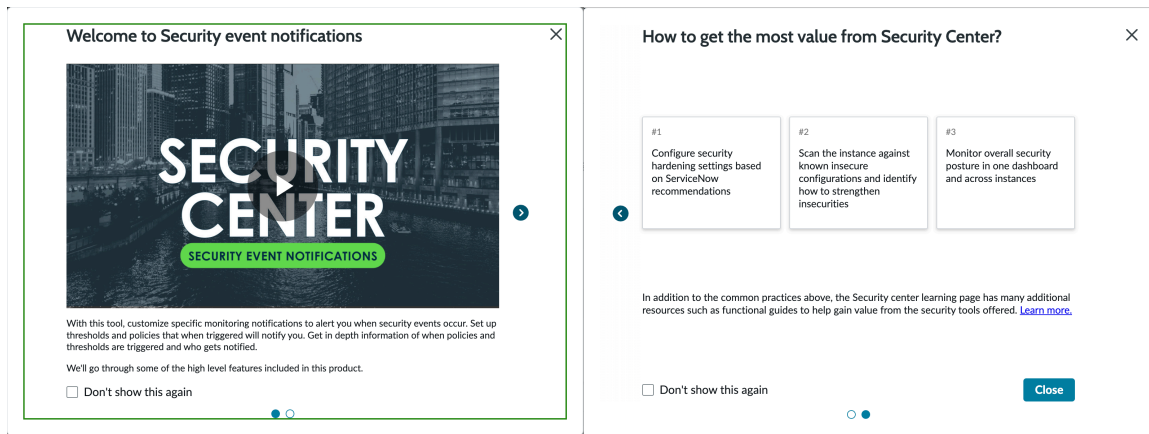 Welcome to Security event notifications
SECURITY
CENTER
SECURITY EVENT NOTIFICATIONS
With this tool, customize specific monitoring notifications to alert you when security events occur. Set up
thresholds and policies that when triggered will notify you. Get in depth information of when policies and
thresholds are triggered and who gets notified.
We'll go through some of the high level features included in this product.
Don't show this again
How to get the most value from Security Center?
#1
Configure security
hardening settings based
on ServiceNow
recommendations
#2
Scan the instance against
known insecure
configurations and identify
how to strengthen
insecurities
#3
Monitor overall security
posture in one dashboard
and across instances
In addition to the common practices above, the Security center learning page has many additional
resources such as functional guides to help gain value from the security tools offered. Learn more.
Don't show this again
Close